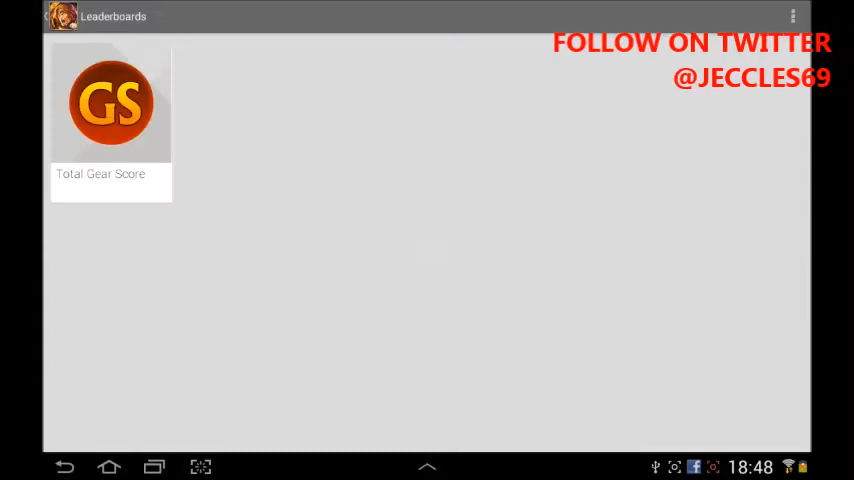 Leaderboards
FOLLOW ON TWITTER
@JECCLES69
GS
Total Gear Score
18:48